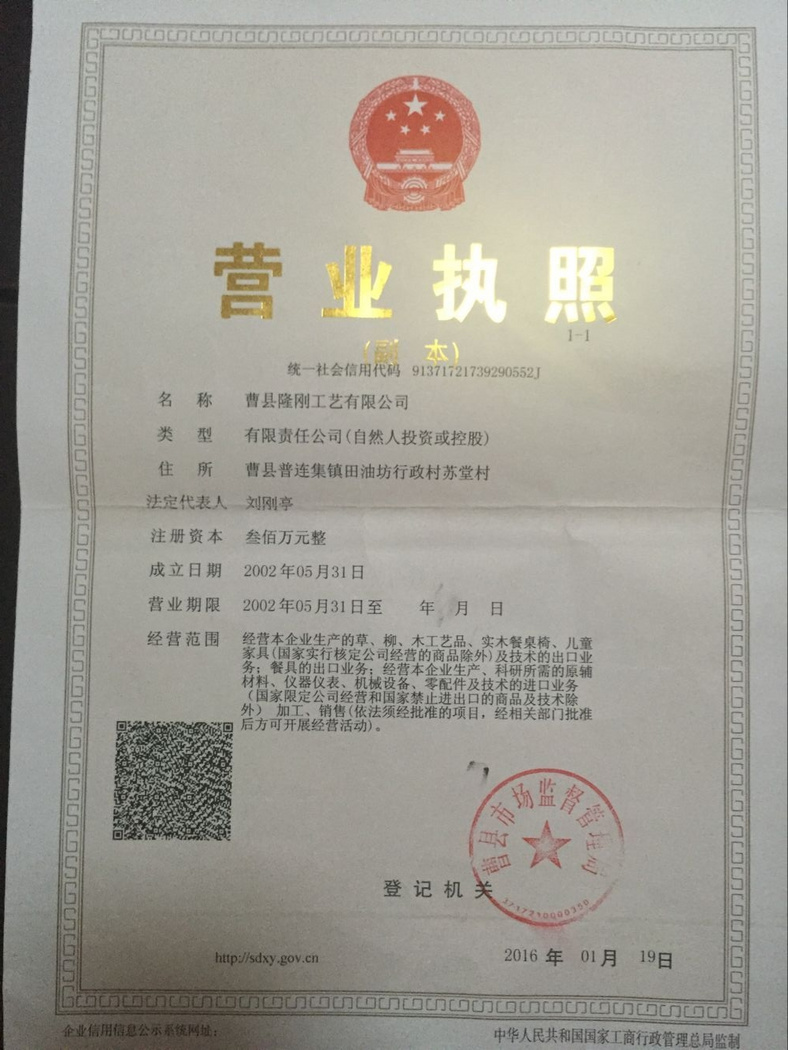 营业执照
(副本)
1-1
统一社会信用代码 91371721739290552J
名称 曹县隆刚工艺有限公司
类型 有限责任公司(自然人投资或控股)
住所 曹县普连集镇田油坊行政村苏堂村
法定代表人 刘刚亭
注册资本 叁佰万元整
成立日期 2002年05月31日
营业期限 2002年05月31日至 年 月 日
经营范围 经营本企业生产的草、柳、木工艺品、实木餐桌椅、儿童
家具(国家实行核定公司经营的商品除外)及技术的出口业
务；餐具的出口业务；经营本企业生产、科研所需的原辅
材料、仪器仪表、机械设备、零配件及技术的进口业务
（国家限定公司经营和国家禁止进出口的商品及技术除
外） 加工、销售(依法须经批准的项目，经相关部门批准
后方可开展经营活动)。
曹县市场监督管理局
3717210000350
登记机关
http://sdxy.gov.cn
2016年 01月 19日
企业信用信息公示系统网址：
中华人民共和国国家工商行政管理总局监制